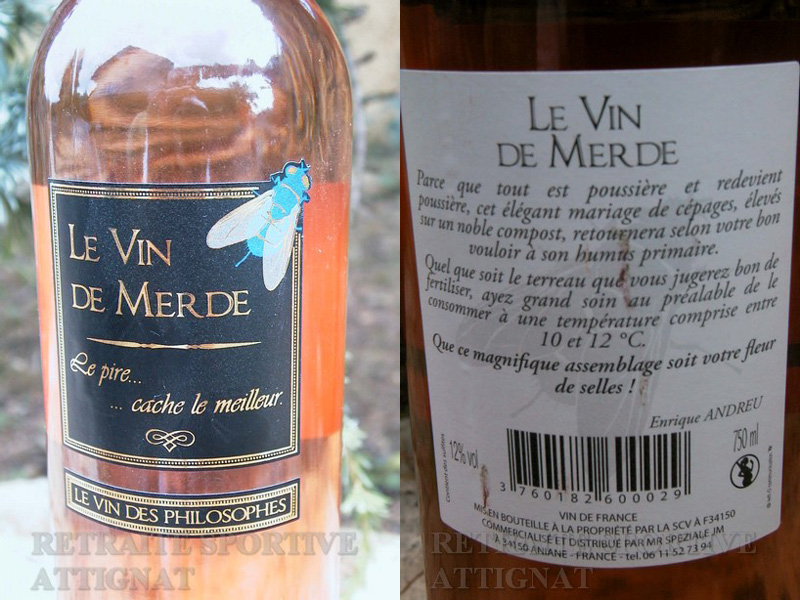 LE VIN
DE MERDE
Le pire...
... cache le meilleur.
LE VIN DES PHILOSOPHES
RETRAITE SPORTIVE
ATTIGNAT
LE VIN
DE MERDE
Parce que tout est poussière et redevient
poussière, cet élégant mariage de cépages, élevés
sur un noble compost, retournera selon votre bon
vouloir à son humus primaire.
Quel que soit le terreau que vous jugerez bon de
fertiliser, ayez grand soin au préalable de le
consommer à une température comprise entre
10 et 12 °C.
Que ce magnifique assemblage soit votre fleur
de selles !
Enrique ANDREU
Contient des sulfites
12% vol
750 ml
3 760182 600029
VIN DE FRANCE
MIS EN BOUTEILLE À LA PROPRIÉTÉ PAR LA SCV À F34150
COMMERCIALISÉ ET DISTRIBUÉ PAR MR SPEZIALE JM
À 34150 ANIANE - FRANCE - tel. 06 11 52 73 94
RETRAITE SPORTIVE
ATTIGNAT